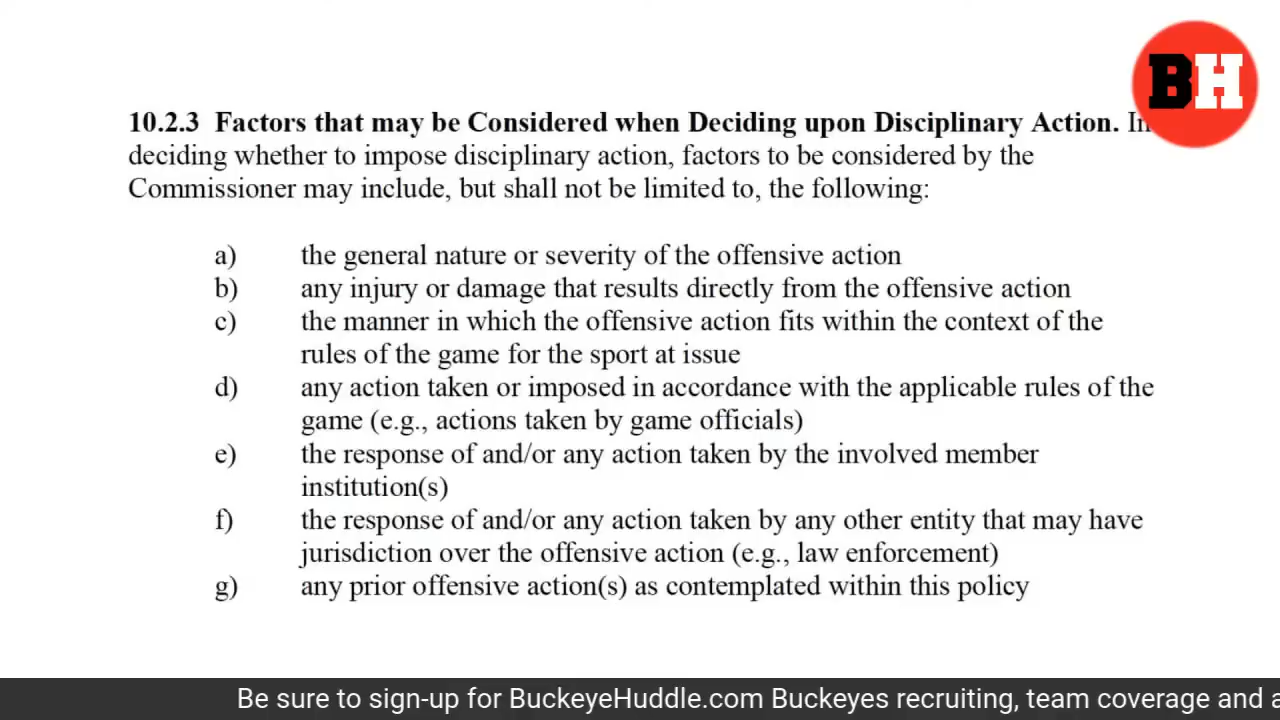 BH
10.2.3 Factors that may be Considered when Deciding upon Disciplinary Action. In
deciding whether to impose disciplinary action, factors to be considered by the
Commissioner may include, but shall not be limited to, the following:
a) the general nature or severity of the offensive action
b) any injury or damage that results directly from the offensive action
c) the manner in which the offensive action fits within the context of the
rules of the game for the sport at issue
d) any action taken or imposed in accordance with the applicable rules of the
game (e.g., actions taken by game officials)
e) the response of and/or any action taken by the involved member
institution(s)
f) the response of and/or any action taken by any other entity that may have
jurisdiction over the offensive action (e.g., law enforcement)
g) any prior offensive action(s) as contemplated within this policy
Be sure to sign-up for BuckeyeHuddle.com Buckeyes recruiting, team coverage and a